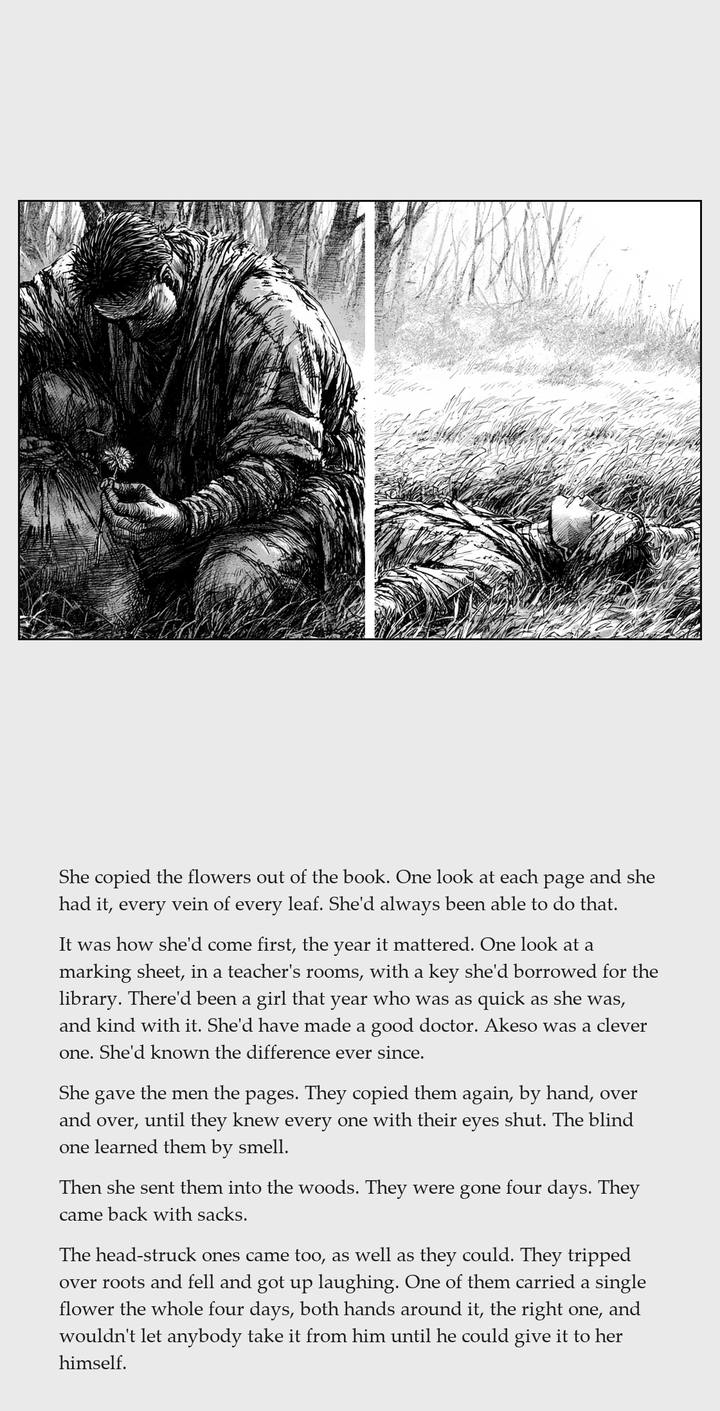 She copied the flowers out of the book. One look at each page and she
had it, every vein of every leaf. She'd always been able to do that.
It was how she'd come first, the year it mattered. One look at a
marking sheet, in a teacher's rooms, with a key she'd borrowed for the
library. There'd been a girl that year who was as quick as she was,
and kind with it. She'd have made a good doctor. Akeso was a clever
one. She'd known the difference ever since.
She gave the men the pages. They copied them again, by hand, over
and over, until they knew every one with their eyes shut. The blind
one learned them by smell.
Then she sent them into the woods. They were gone four days. They
came back with sacks.
The head-struck ones came too, as well as they could. They tripped
over roots and fell and got up laughing. One of them carried a single
flower the whole four days, both hands around it, the right one, and
wouldn't let anybody take it from him until he could give it to her
himself.